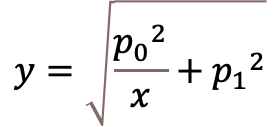 y = √(p₀²/x + p₁²)